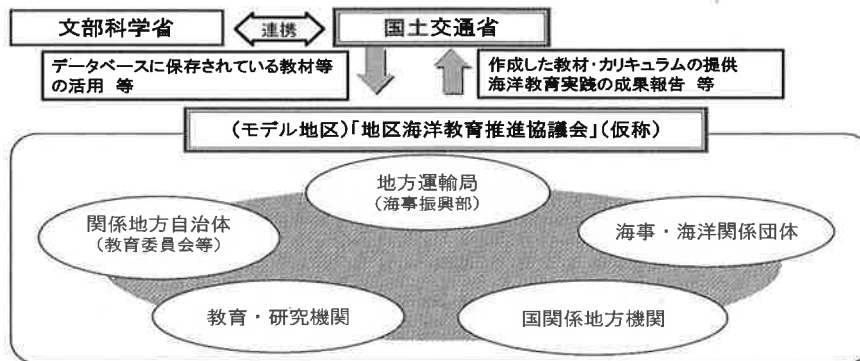 文部科学省
連携
国土交通省
データベースに保存されている教材等
の活用 等
作成した教材・カリキュラムの提供
海洋教育実践の成果報告 等
(モデル地区)「地区海洋教育推進協議会」(仮称)
地方運輸局
(海事振興部)
関係地方自治体
(教育委員会等)
海事・海洋関係団体
教育・研究機関
国関係地方機関